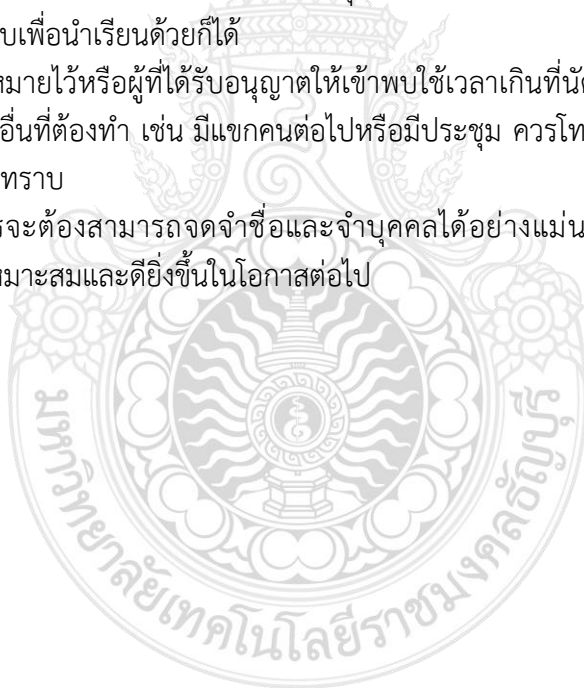 บเพื่อนำเรียนด้วยก็ได้
หมายไว้หรือผู้ที่ได้รับอนุญาตให้เข้าพบใช้เวลาเกินที่นัด
อื่นที่ต้องทำ เช่น มีแขกคนต่อไปหรือมีประชุม ควรโท
ทราบ
รจะต้องสามารถจดจำชื่อและจำบุคคลได้อย่างแม่น
หมาะสมและดียิ่งขึ้นในโอกาสต่อไป
มหาวิทยาลัยเทคโนโลยีราชมงคลธัญบุรี